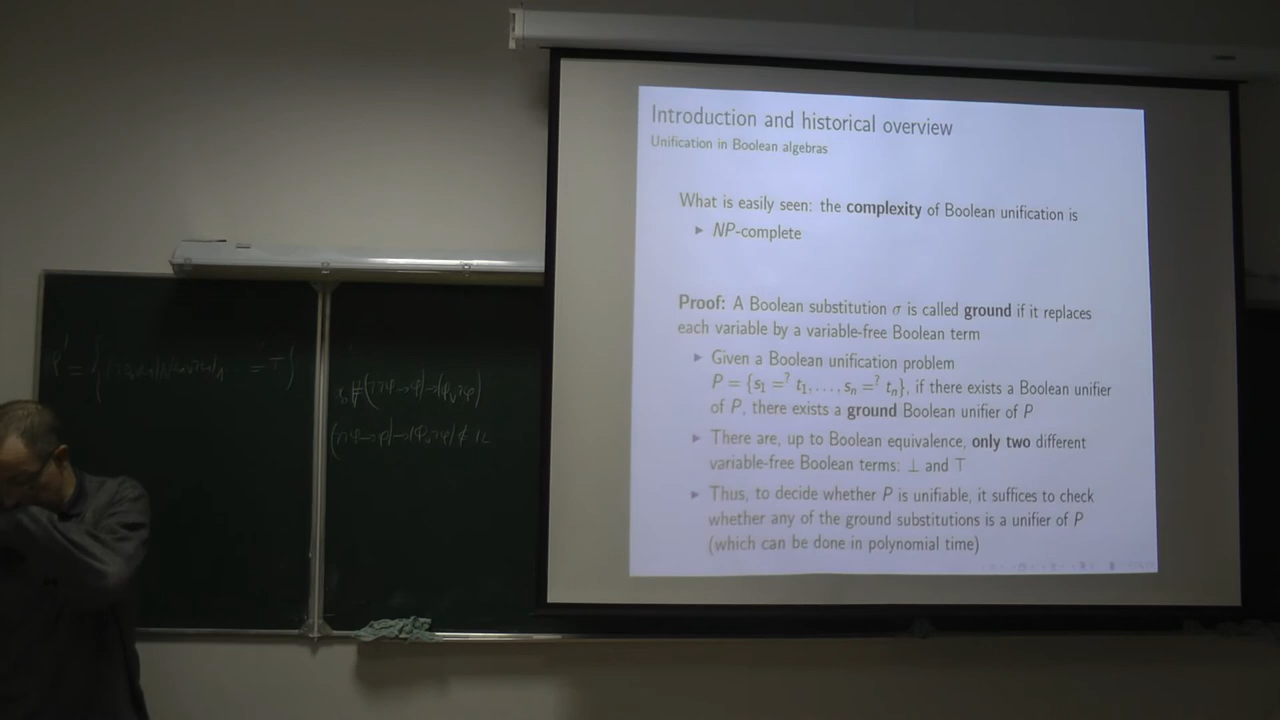 Introduction and historical overview
Unification in Boolean algebras
What is easily seen: the complexity of Boolean unification is
▶ NP-complete
Proof: A Boolean substitution σ is called ground if it replaces
each variable by a variable-free Boolean term
▶ Given a Boolean unification problem
P = {s₁ =? t₁, . . . , sₙ =? tₙ}, if there exists a Boolean unifier
of P, there exists a ground Boolean unifier of P
▶ There are, up to Boolean equivalence, only two different
variable-free Boolean terms: ⊥ and ⊤
▶ Thus, to decide whether P is unifiable, it suffices to check
whether any of the ground substitutions is a unifier of P
(which can be done in polynomial time)